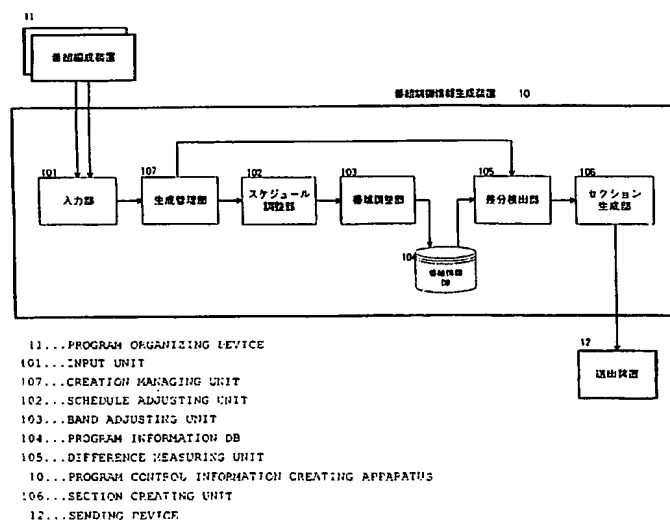 11
番組編成装置
番組制御情報生成装置 10
101
入力部
107
生成管理部
102
スケジュール
調整部
103
帯域調整部
104
番組情報
DB
105
差分検出部
106
セクション
生成部
12
送出装置
11...PROGRAM ORGANIZING DEVICE
101...INPUT UNIT
107...CREATION MANAGING UNIT
102...SCHEDULE ADJUSTING UNIT
103...BAND ADJUSTING UNIT
104...PROGRAM INFORMATION DB
105...DIFFERENCE MEASURING UNIT
10...PROGRAM CONTROL INFORMATION CREATING APPARATUS
106...SECTION CREATING UNIT
12...SENDING DEVICE